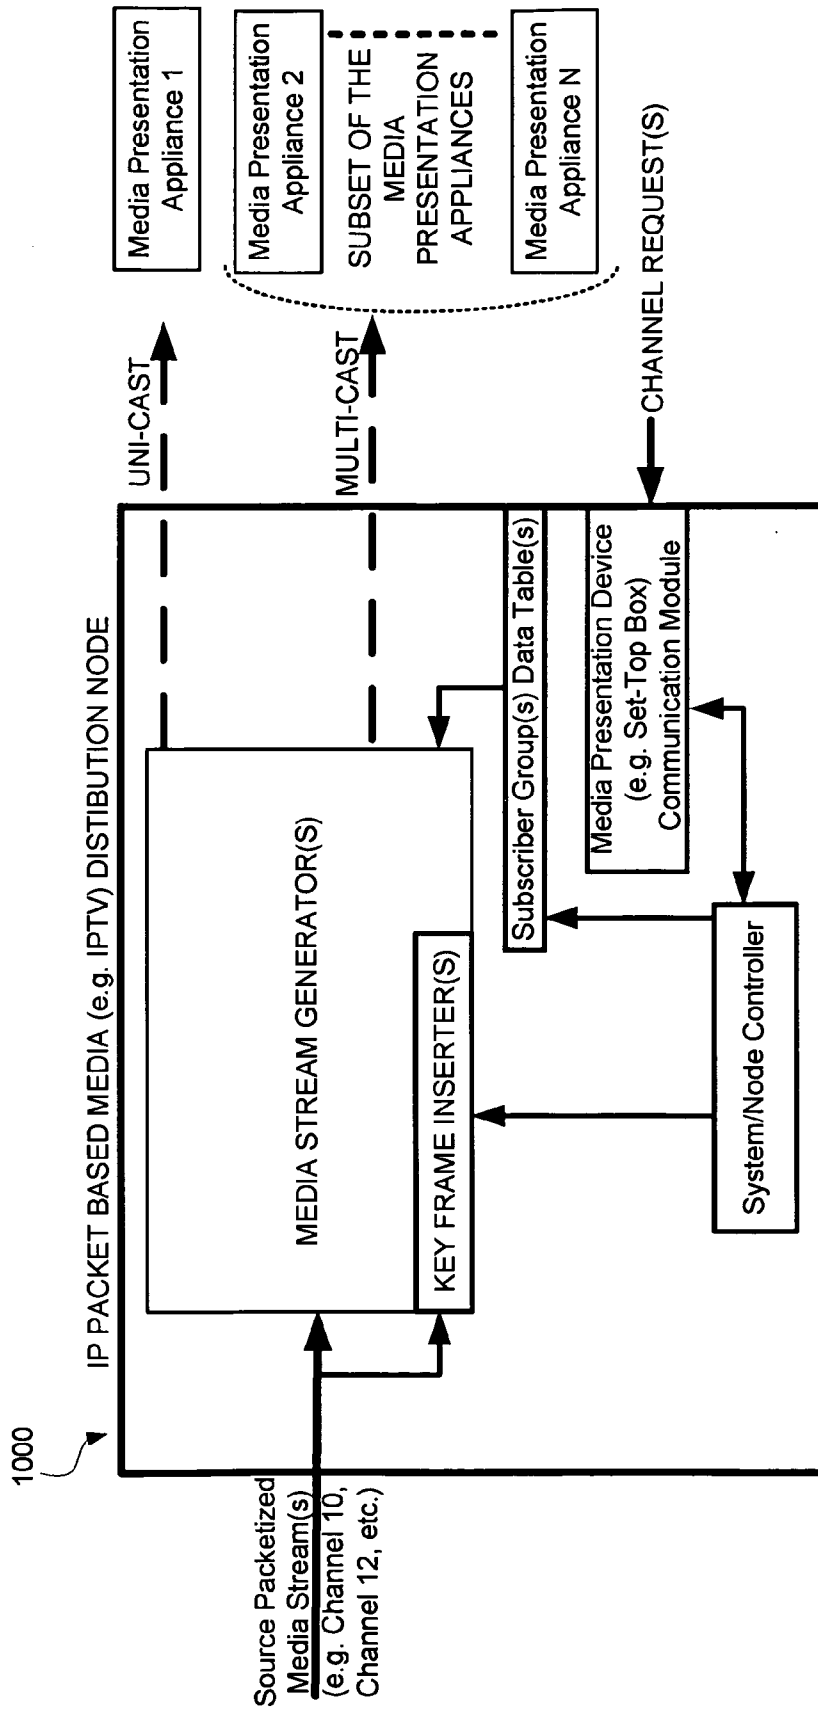 1000
IP PACKET BASED MEDIA (e.g. IPTV) DISTIBUTION NODE
Source Packetized
Media Stream(s)
(e.g. Channel 10,
Channel 12, etc.)
MEDIA STREAM GENERATOR(S)
KEY FRAME INSERTER(S)
Subscriber Group(s) Data Table(s)
Media Presentation Device
(e.g. Set-Top Box)
Communication Module
System/Node Controller
UNI-CAST
MULTI-CAST
CHANNEL REQUEST(S)
Media Presentation
Appliance 1
Media Presentation
Appliance 2
SUBSET OF THE
MEDIA
PRESENTATION
APPLIANCES
Media Presentation
Appliance N